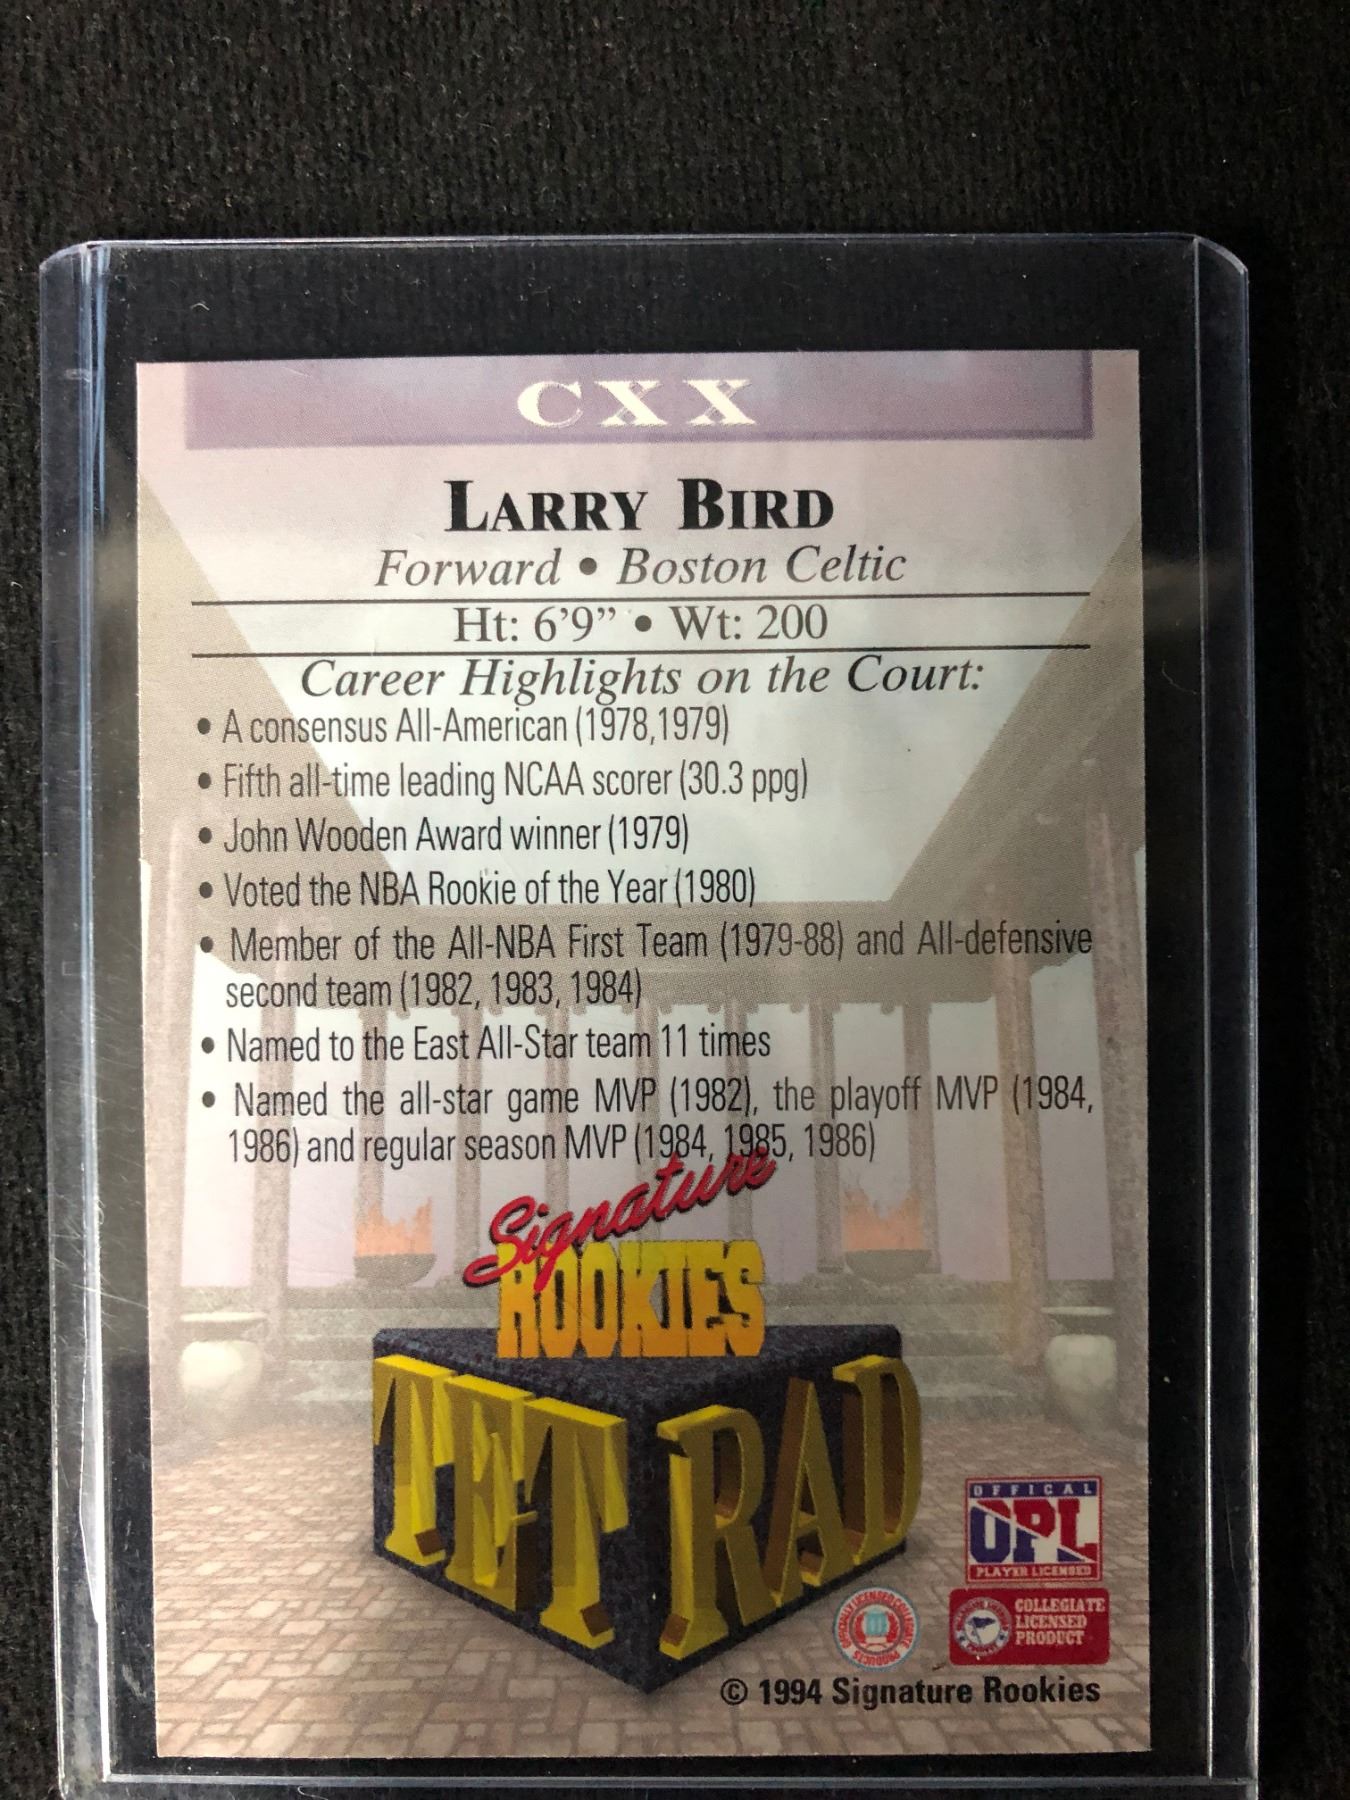 CXX
LARRY BIRD
Forward • Boston Celtic
Ht: 6'9" • Wt: 200
Career Highlights on the Court:
• A consensus All-American (1978,1979)
• Fifth all-time leading NCAA scorer (30.3 ppg)
• John Wooden Award winner (1979)
• Voted the NBA Rookie of the Year (1980)
• Member of the All-NBA First Team (1979-88) and All-defensive
second team (1982, 1983, 1984)
• Named to the East All-Star team 11 times
• Named the all-star game MVP (1982), the playoff MVP (1984,
1986) and regular season MVP (1984, 1985, 1986)
Signature
ROOKIES
TET RAD
OFFICAL
OPL
PLAYER LICENSED
OFFICIALLY LICENSED COLLEGIATE PRODUCTS
COLLEGIATE
LICENSED
PRODUCT
© 1994 Signature Rookies